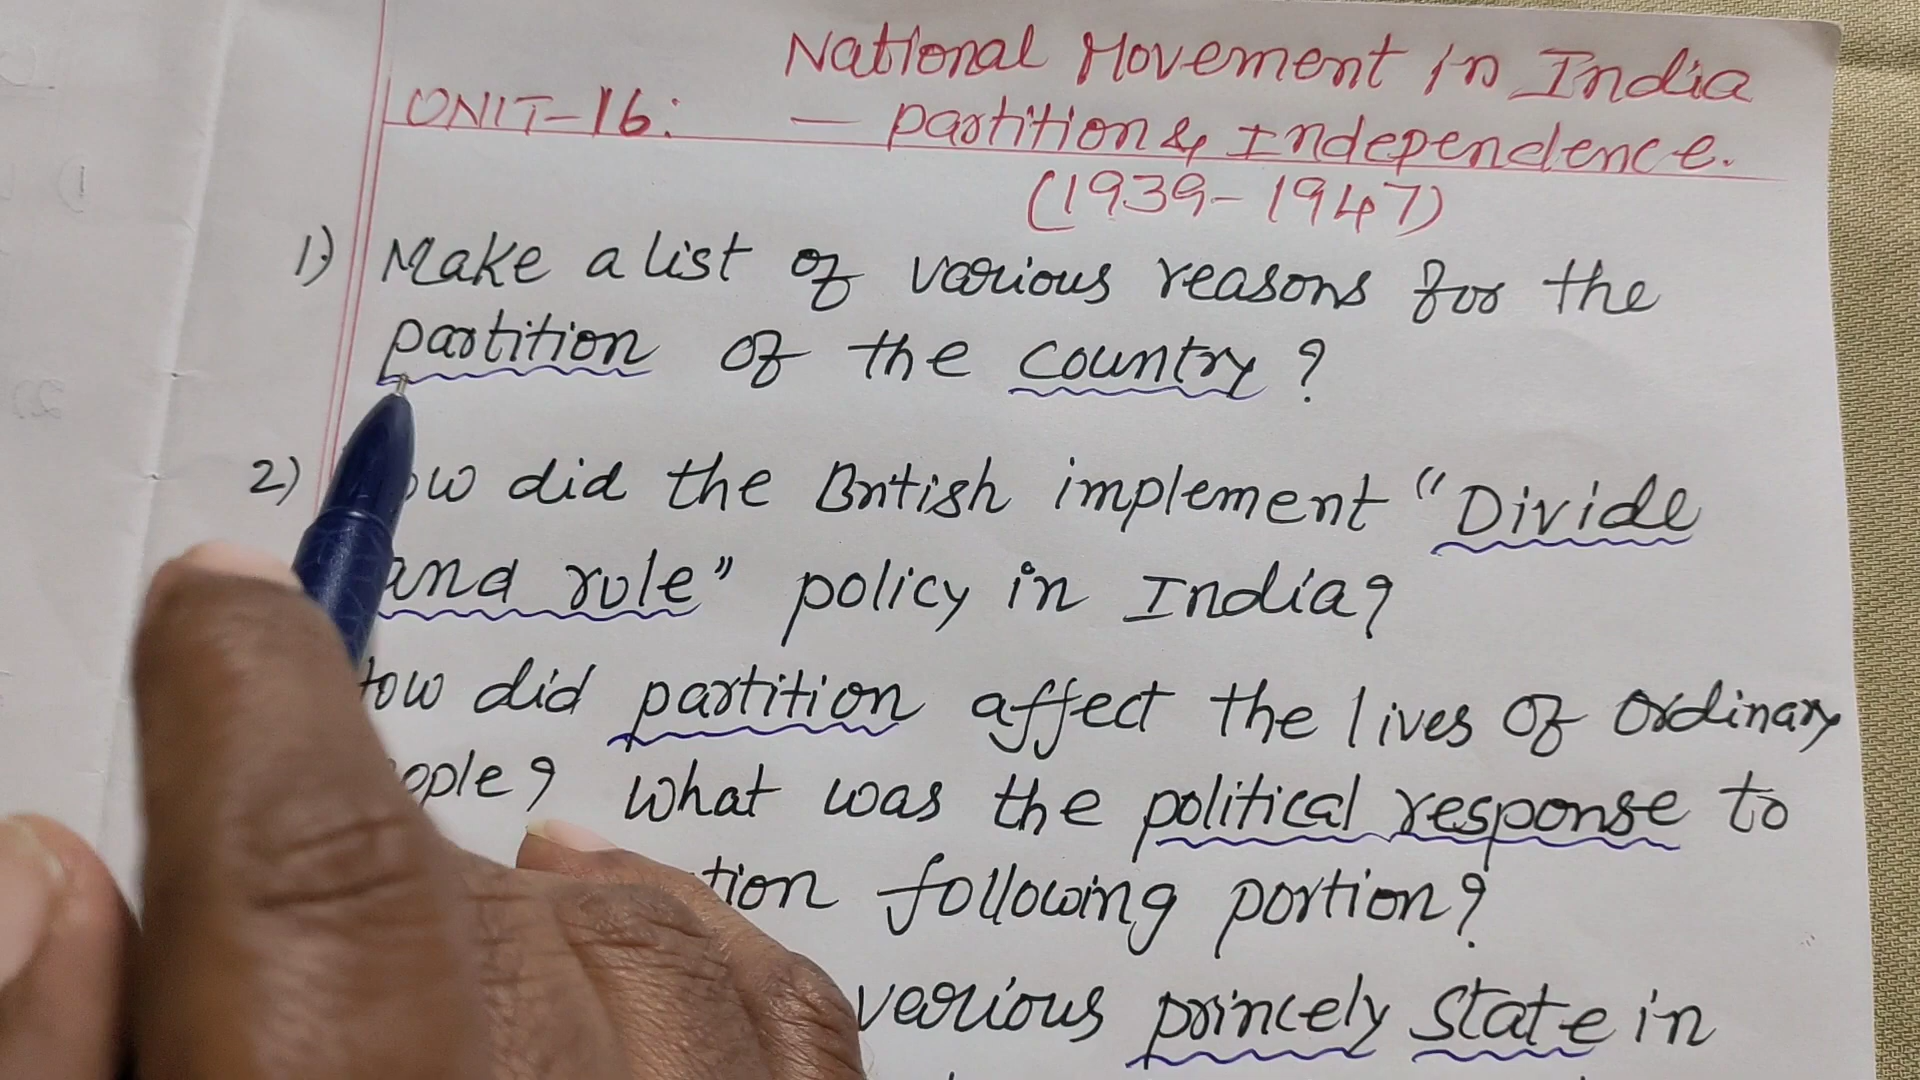 National Movement in India
UNIT-16: — partition & Independence.
(1939-1947)
1) Make a list of various reasons for the
partition of the country?
2) ow did the British implement "Divide
and rule" policy in India?
How did partition affect the lives of ordinary
ople? What was the political response to
tion following portion?
various princely state in